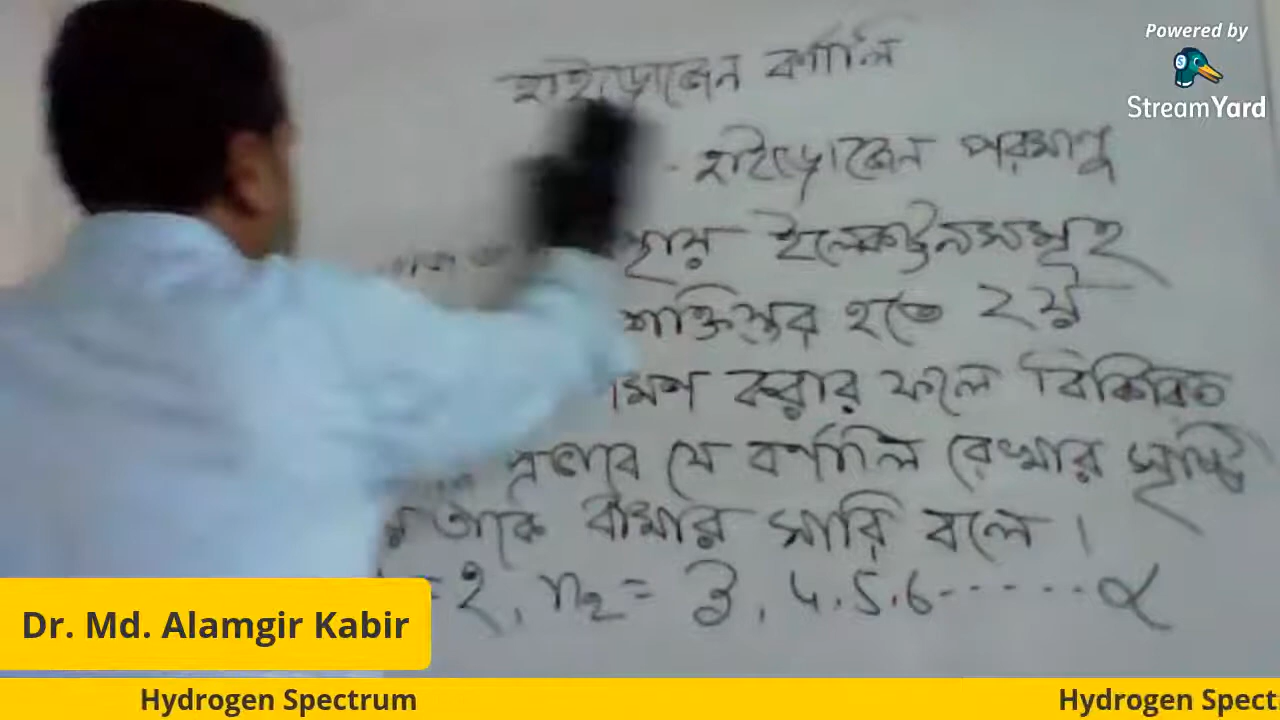 Powered by
StreamYard
হাইড্রোজেন বর্ণালি
- হাইড্রোজেন পরমাণু
ইলেকট্রনসমূহ
শক্তিস্তর হতে ২য়
করার ফলে বিকিরিত
প্রভাবে যে বর্ণালি রেখার সৃষ্টি
তাকে বামার সারি বলে ।
=২, n₂ = 3, 4.5.6------α
Dr. Md. Alamgir Kabir
Hydrogen Spectrum
Hydrogen Spect